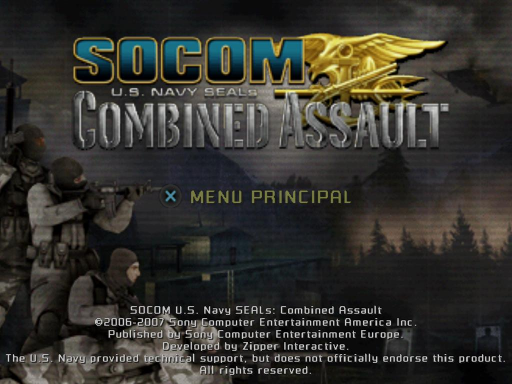 SOCOM
U.S. NAVY SEALs
COMBINED ASSAULT
MENU PRINCIPAL
SOCOM U.S. Navy SEALs: Combined Assault
©2006-2007 Sony Computer Entertainment America Inc.
Published by Sony Computer Entertainment Europe.
Developed by Zipper Interactive.
The U.S. Navy provided technical support, but does not officially endorse this product.
All rights reserved.